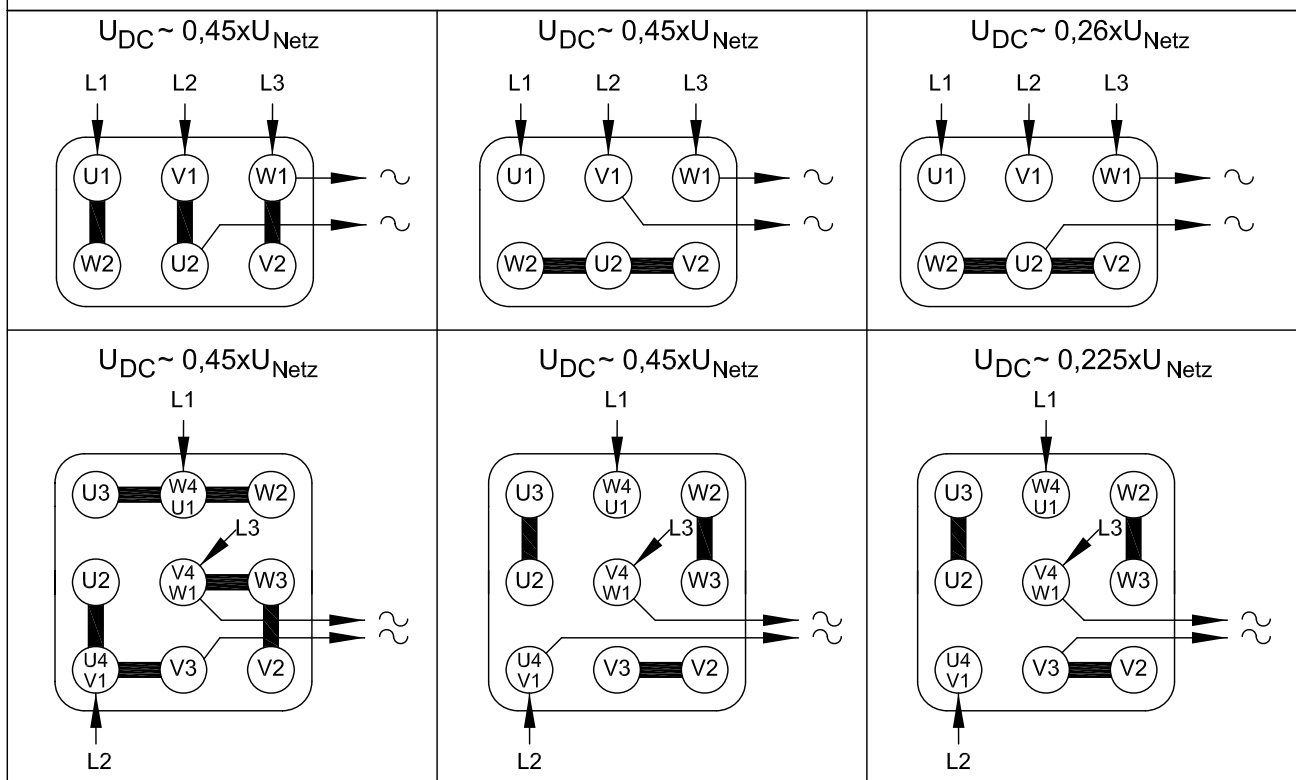 U_DC ~ 0,45xU_Netz
L1 L2 L3
U1 V1 W1 ~
~
W2 U2 V2
U_DC ~ 0,45xU_Netz
L1 L2 L3
U1 V1 W1 ~
~
W2 U2 V2
U_DC ~ 0,26xU_Netz
L1 L2 L3
U1 V1 W1 ~
~
W2 U2 V2
U_DC ~ 0,45xU_Netz
L1
U3 W4 U1 W2
L3
U2 V4 W1 W3
~
~
U4 V1 V3 V2
L2
U_DC ~ 0,45xU_Netz
L1
U3 W4 U1 W2
L3
U2 V4 W1 W3
~
~
U4 V1 V3 V2
L2
U_DC ~ 0,225xU_Netz
L1
U3 W4 U1 W2
L3
U2 V4 W1 W3
~
~
U4 V1 V3 V2
L2